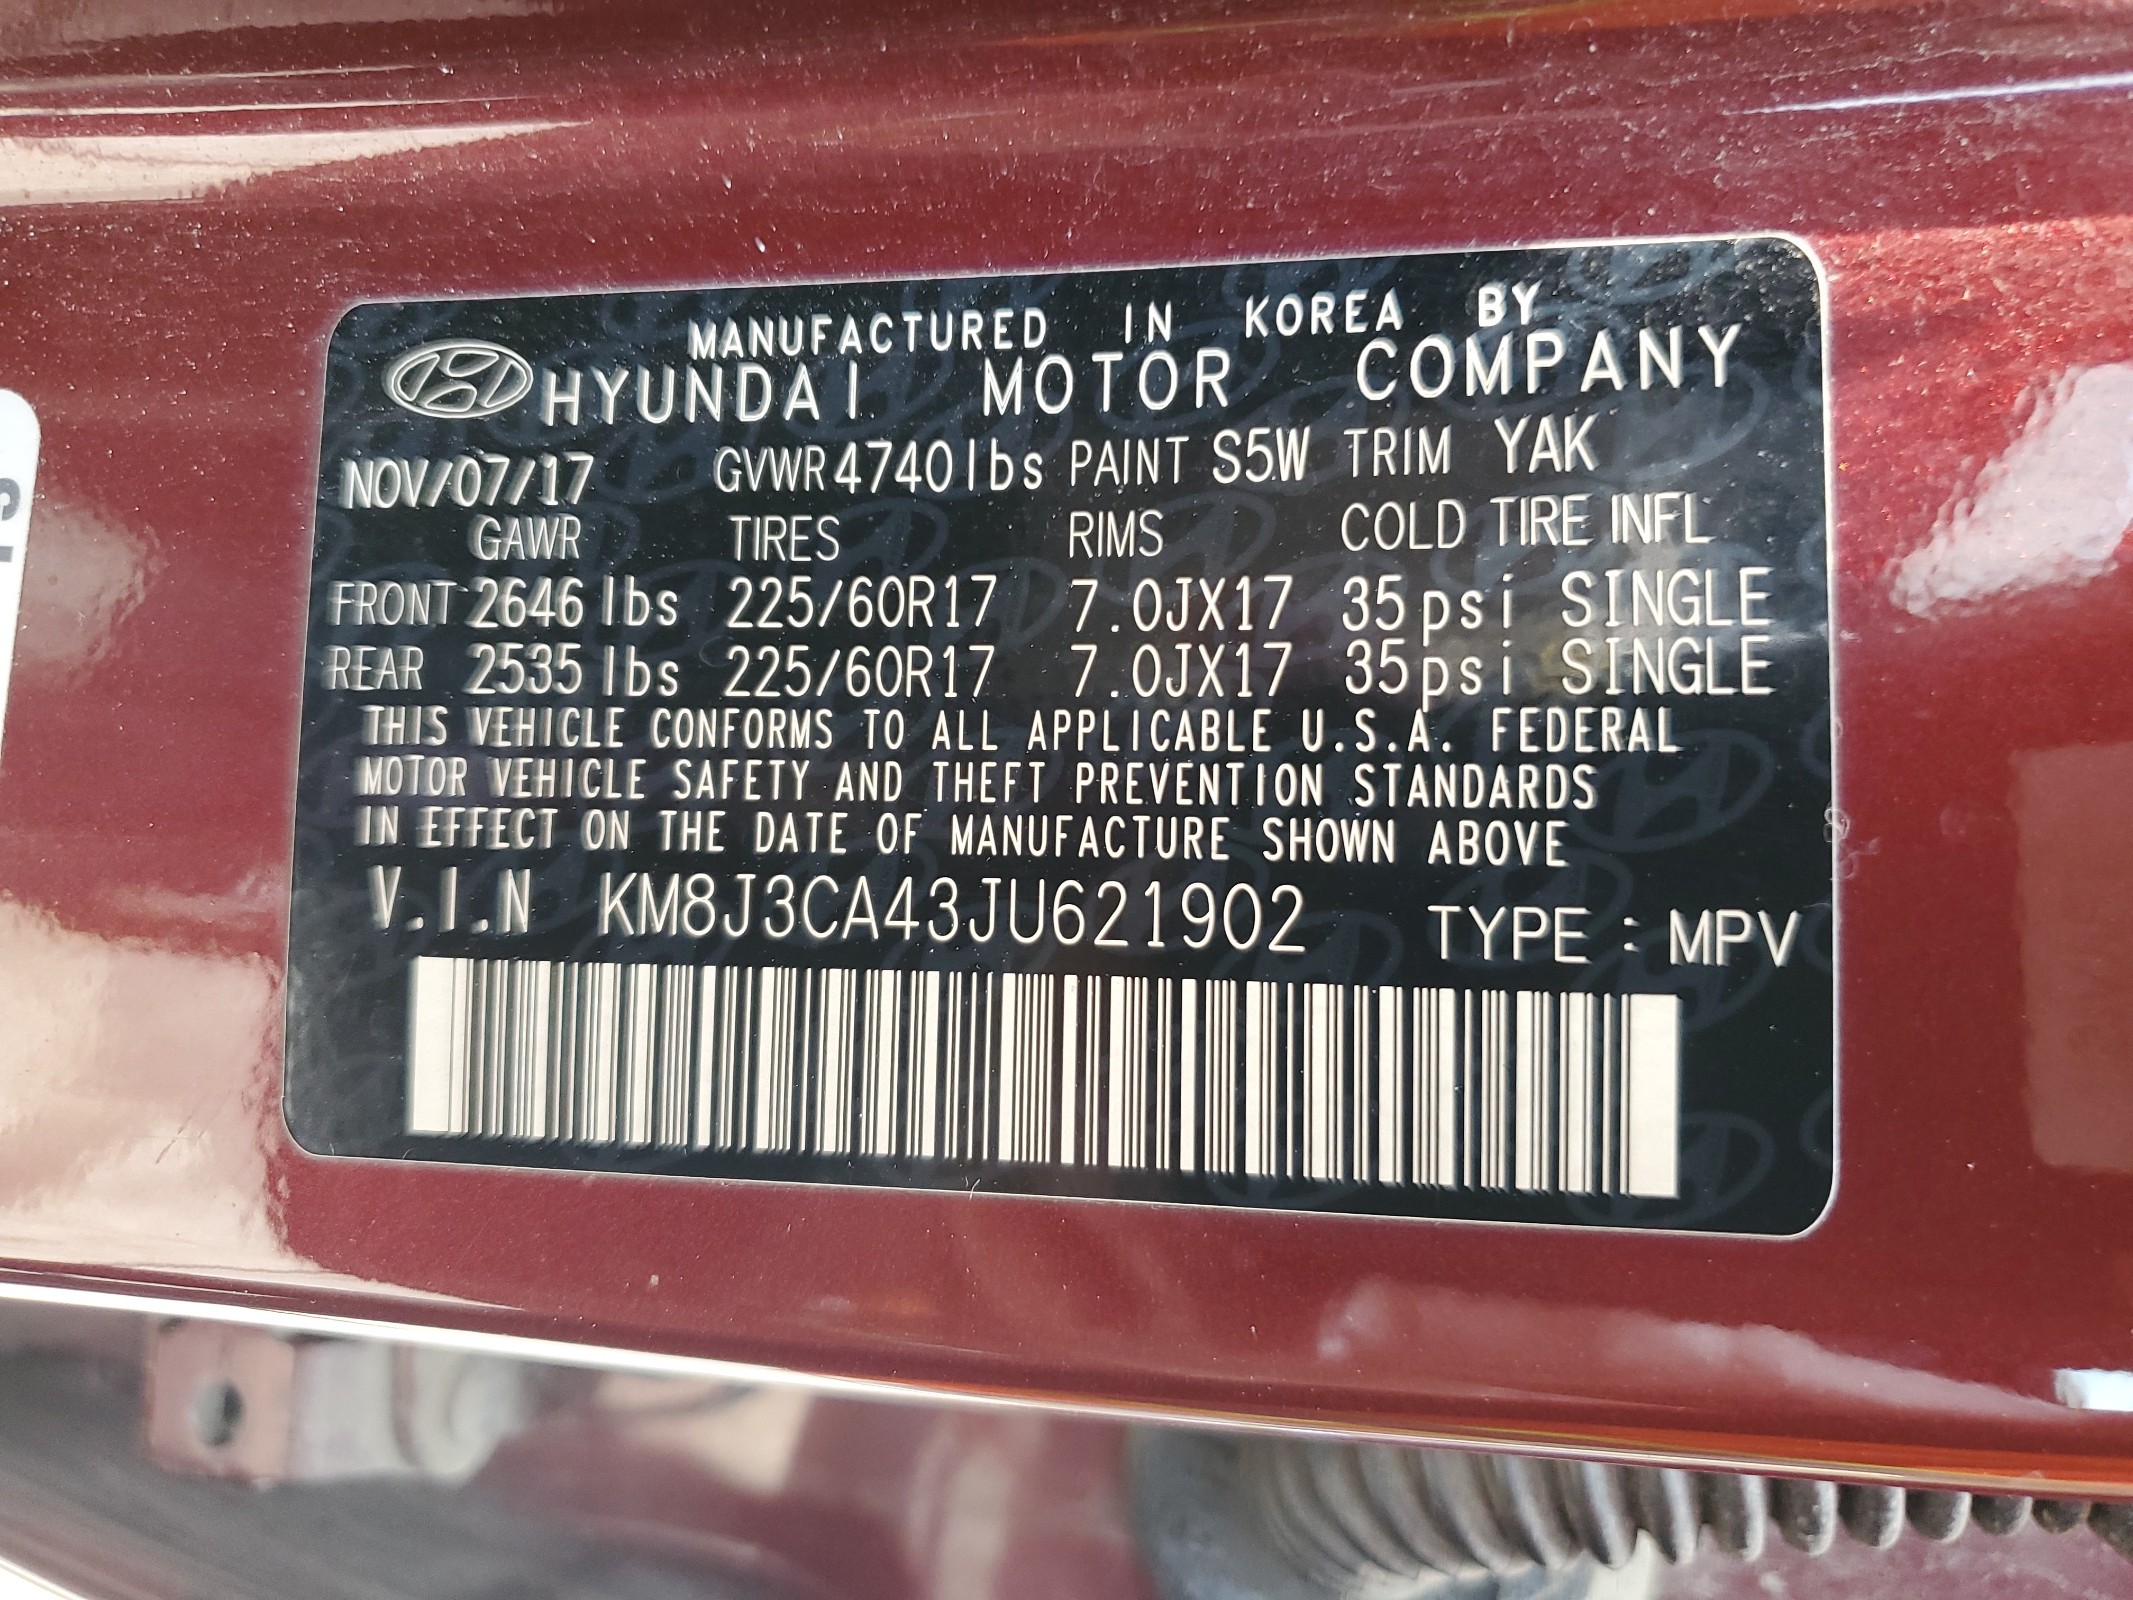 MANUFACTURED IN KOREA BY
HYUNDAI MOTOR COMPANY
NOV/07/17 GVWR4740lbs PAINT S5W TRIM YAK
GAWR TIRES RIMS COLD TIRE INFL
FRONT 2646 lbs 225/60R17 7.0JX17 35psi SINGLE
REAR 2535 lbs 225/60R17 7.0JX17 35psi SINGLE
THIS VEHICLE CONFORMS TO ALL APPLICABLE U.S.A. FEDERAL
MOTOR VEHICLE SAFETY AND THEFT PREVENTION STANDARDS
IN EFFECT ON THE DATE OF MANUFACTURE SHOWN ABOVE
V.I.N KM8J3CA43JU621902 TYPE : MPV